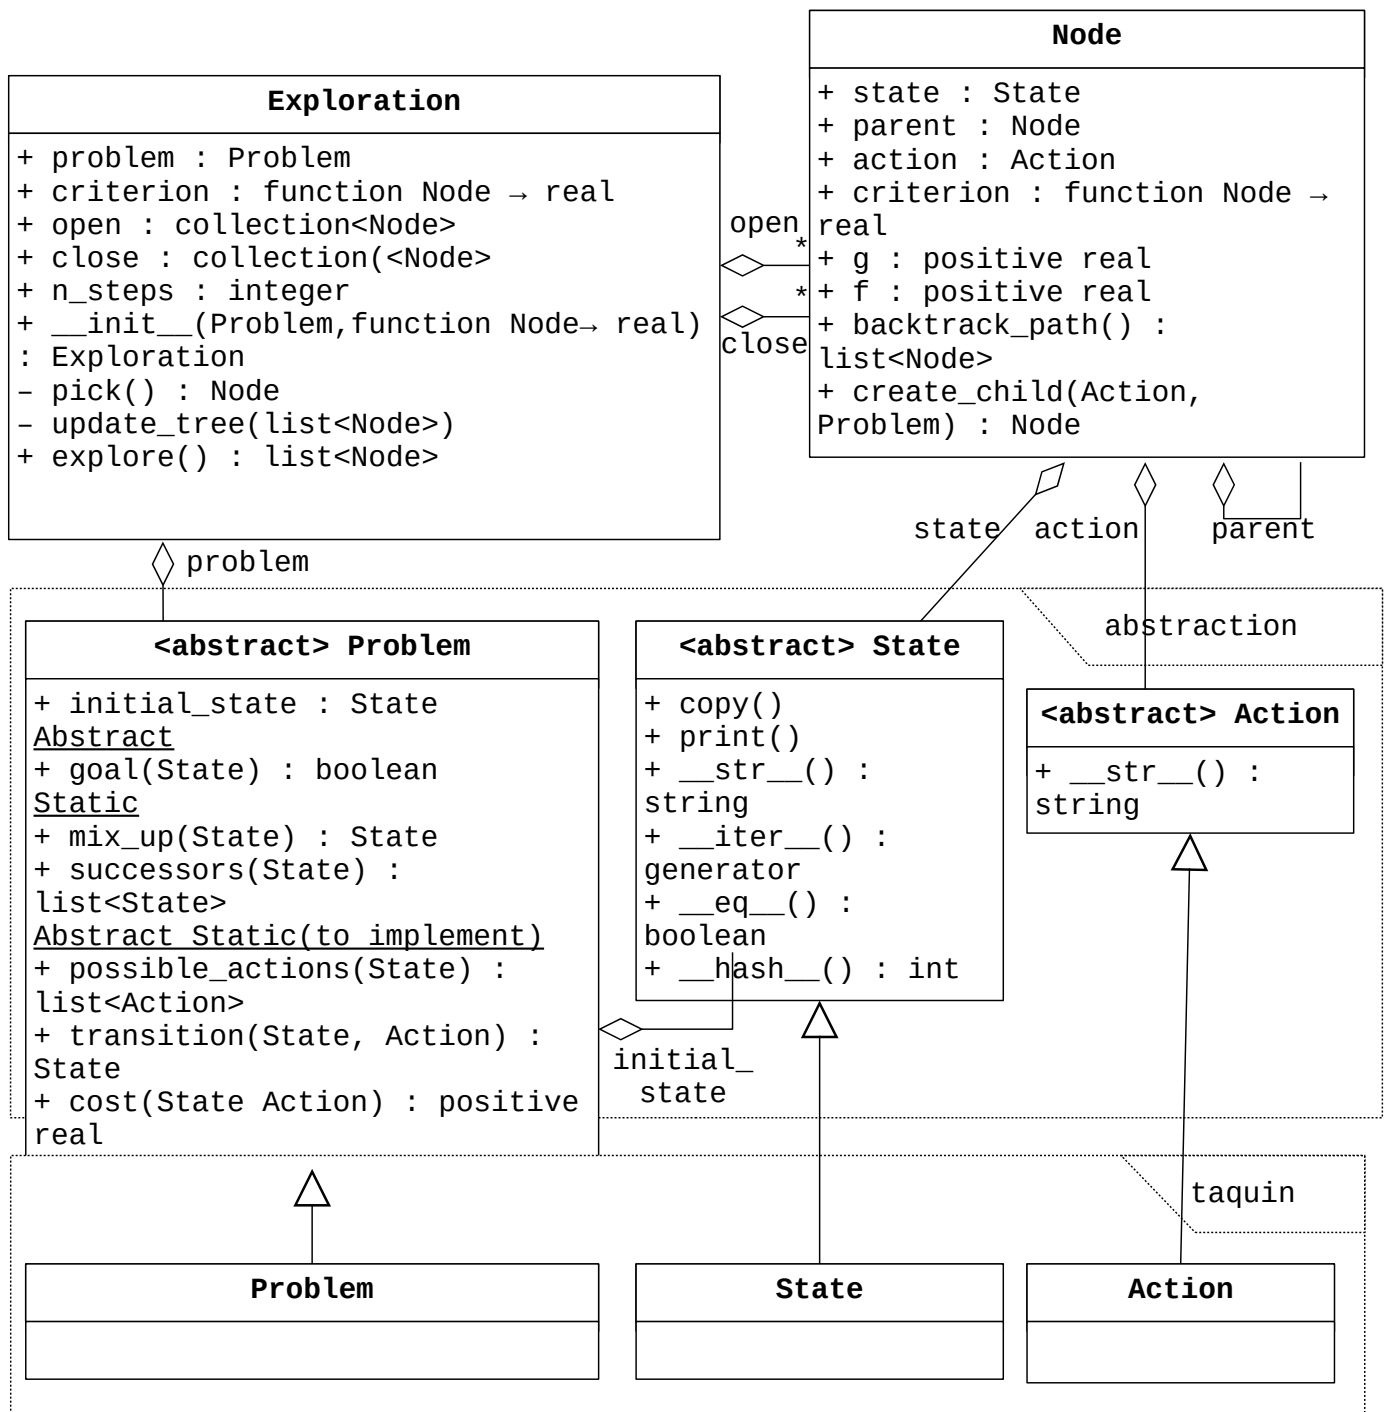 Node
+ state : State
+ parent : Node
+ action : Action
+ criterion : function Node →
real
+ g : positive real
+ f : positive real
+ backtrack_path() :
list<Node>
+ create_child(Action,
Problem) : Node
Exploration
+ problem : Problem
+ criterion : function Node → real
+ open : collection<Node>
+ close : collection(<Node>
+ n_steps : integer
+ __init__(Problem,function Node→ real)
: Exploration
– pick() : Node
– update_tree(list<Node>)
+ explore() : list<Node>
open
*
*
close
state
action
parent
problem
abstraction
<abstract> Problem
+ initial_state : State
Abstract
+ goal(State) : boolean
Static
+ mix_up(State) : State
+ successors(State) :
list<State>
Abstract Static(to implement)
+ possible_actions(State) :
list<Action>
+ transition(State, Action) :
State
+ cost(State Action) : positive
real
<abstract> State
+ copy()
+ print()
+ __str__() :
string
+ __iter__() :
generator
+ __eq__() :
boolean
+ __hash__() : int
<abstract> Action
+ __str__() :
string
initial_
state
taquin
Problem
State
Action